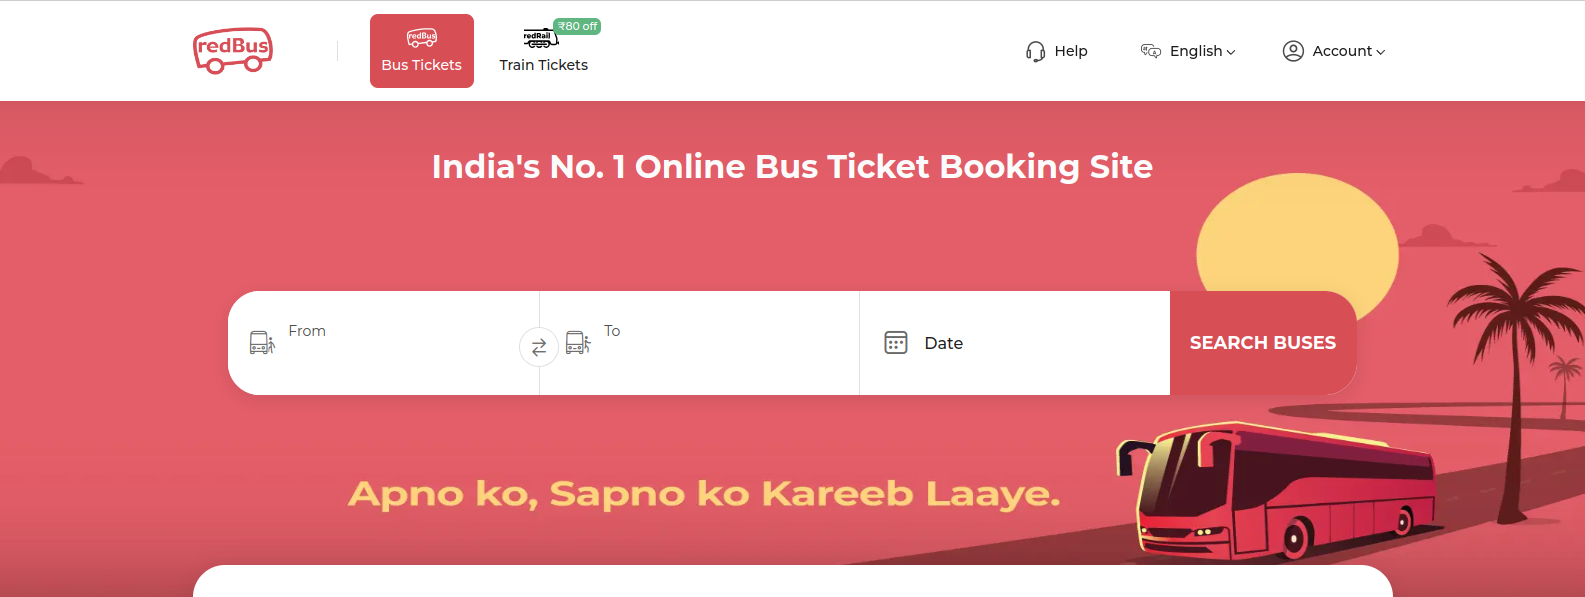 redBus
redBus
Bus Tickets
redRail
₹80 off
Train Tickets
Help
English
Account
India's No. 1 Online Bus Ticket Booking Site
From
To
Date
SEARCH BUSES
Apno ko, Sapno ko Kareeb Laaye.